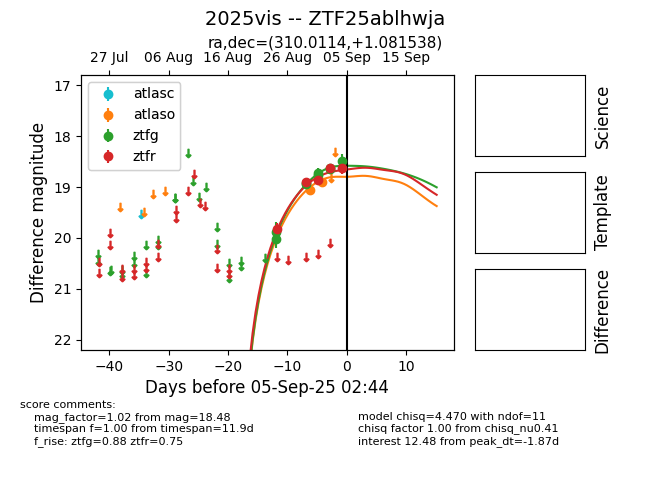 2025vis -- ZTF25ablhwja
ra,dec=(310.0114,+1.081538)
27 Jul 06 Aug 16 Aug 26 Aug 05 Sep 15 Sep
atlasc
atlaso
ztfg
ztfr
17
18
19
20
21
22
Difference magnitude
−40 −30 −20 −10 0 10
Days before 05-Sep-25 02:44
Science
Template
Difference
score comments:
mag_factor=1.02 from mag=18.48
timespan f=1.00 from timespan=11.9d
f_rise: ztfg=0.88 ztfr=0.75
model chisq=4.470 with ndof=11
chisq factor 1.00 from chisq_nu0.41
interest 12.48 from peak_dt=-1.87d